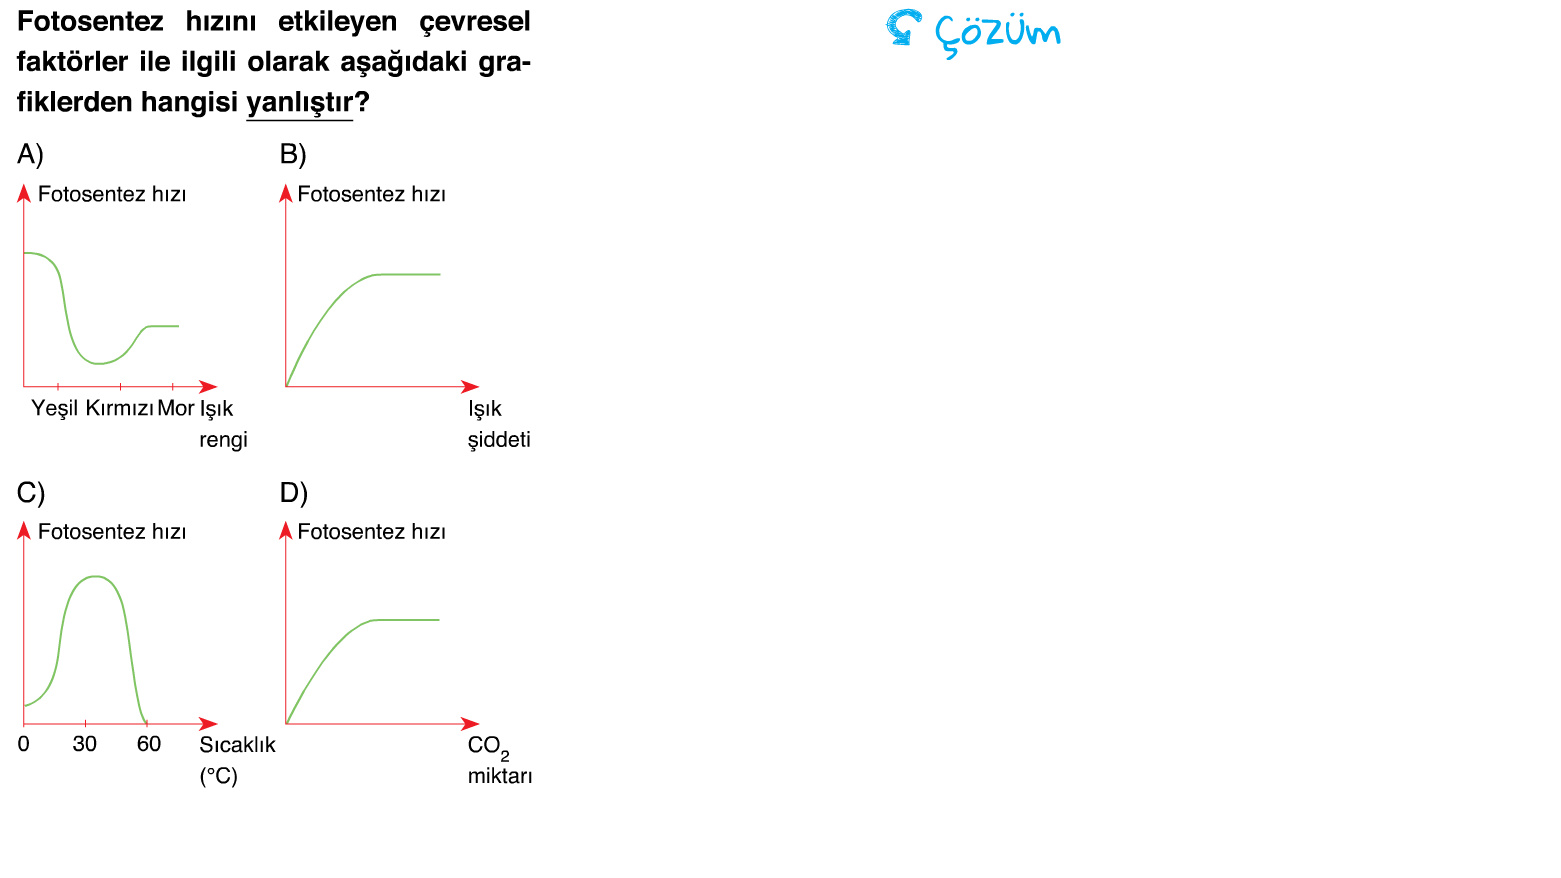 Fotosentez hızını etkileyen çevresel
faktörler ile ilgili olarak aşağıdaki gra-
fiklerden hangisi yanlıştır?
Çözüm
A)
Fotosentez hızı
Yeşil Kırmızı Mor Işık
rengi
B)
Fotosentez hızı
Işık
şiddeti
C)
Fotosentez hızı
0 30 60 Sıcaklık
(°C)
D)
Fotosentez hızı
CO₂
miktarı